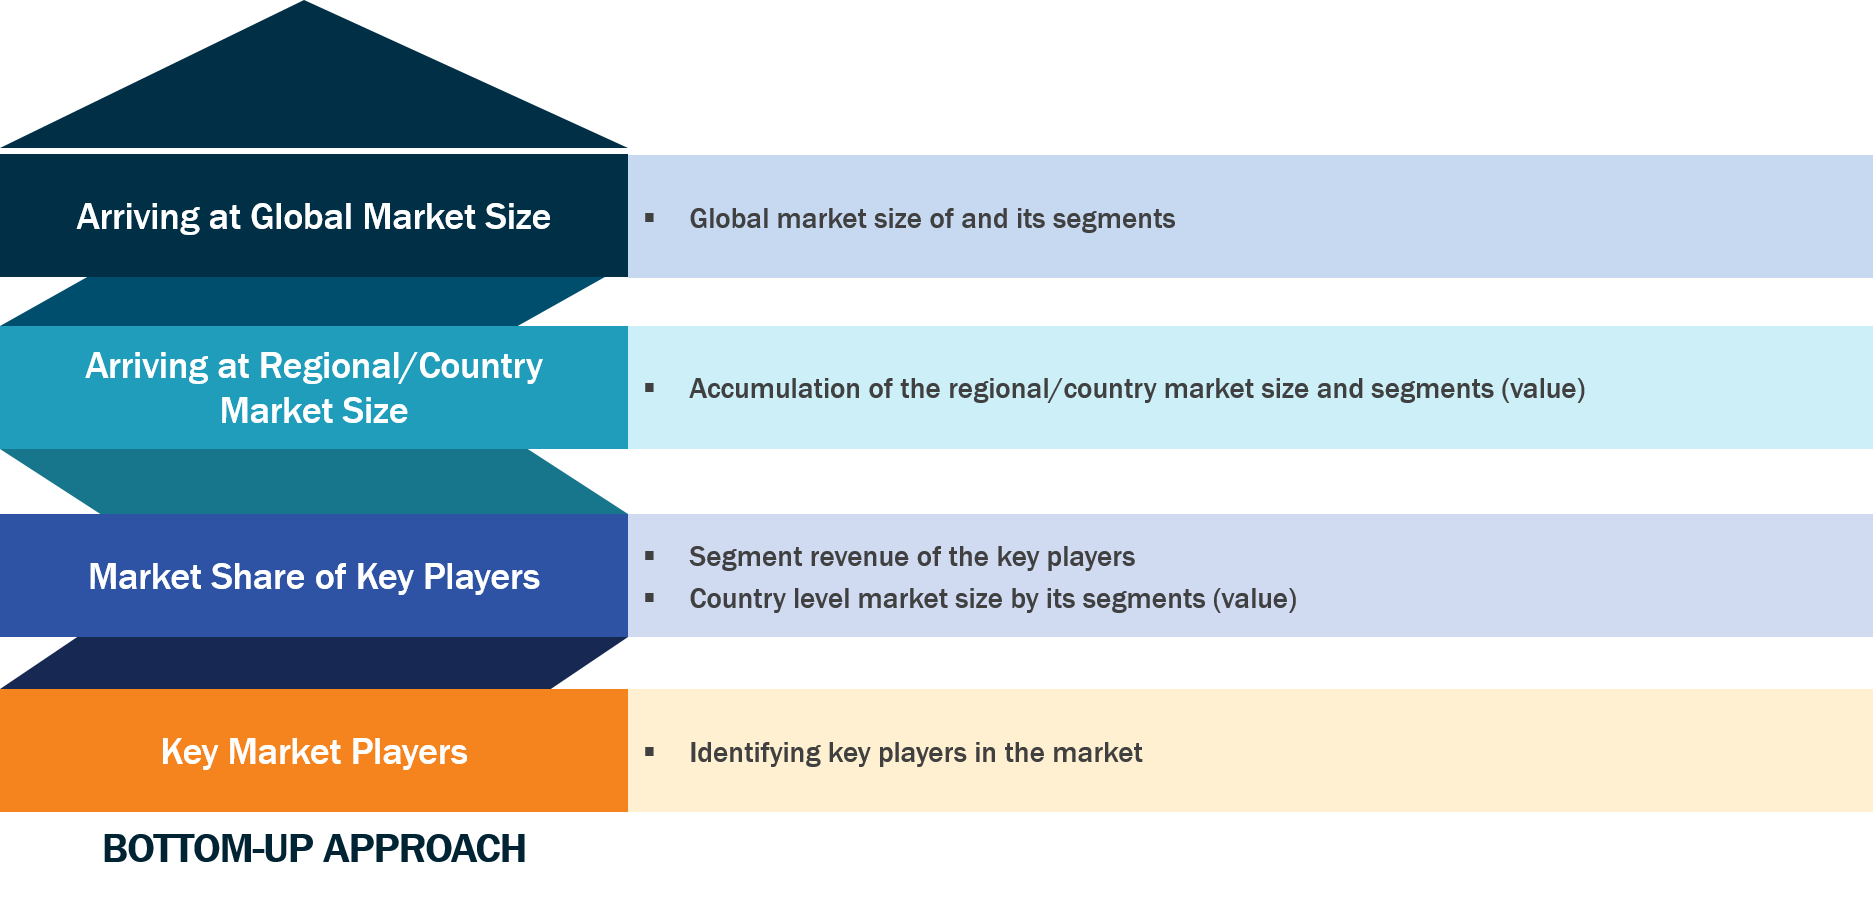 Arriving at Global Market Size
▪ Global market size of and its segments
Arriving at Regional/Country
Market Size
▪ Accumulation of the regional/country market size and segments (value)
Market Share of Key Players
▪ Segment revenue of the key players
▪ Country level market size by its segments (value)
Key Market Players
▪ Identifying key players in the market
BOTTOM-UP APPROACH